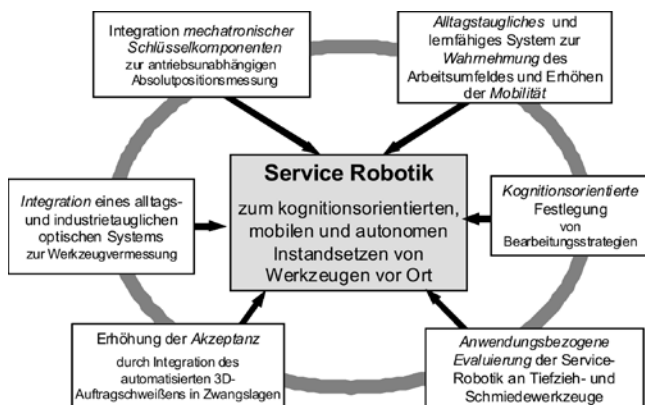 Integration mechatronischer
Schlüsselkomponenten
zur antriebsunabhängigen
Absolutpositionsmessung
Alltagstaugliches und
lernfähiges System zur
Wahrnehmung des
Arbeitsumfeldes und Erhöhen
der Mobilität
Integration eines alltags-
und industrietauglichen
optischen Systems
zur Werkzeugvermessung
Service Robotik
zum kognitionsorientierten,
mobilen und autonomen
Instandsetzen von
Werkzeugen vor Ort
Kognitionsorientierte
Festlegung
von
Bearbeitungsstrategien
Erhöhung der Akzeptanz
durch Integration des
automatisierten 3D-
Auftragschweißens in Zwangslagen
Anwendungsbezogene
Evaluierung der Service-
Robotik an Tiefzieh- und
Schmiedewerkzeuge